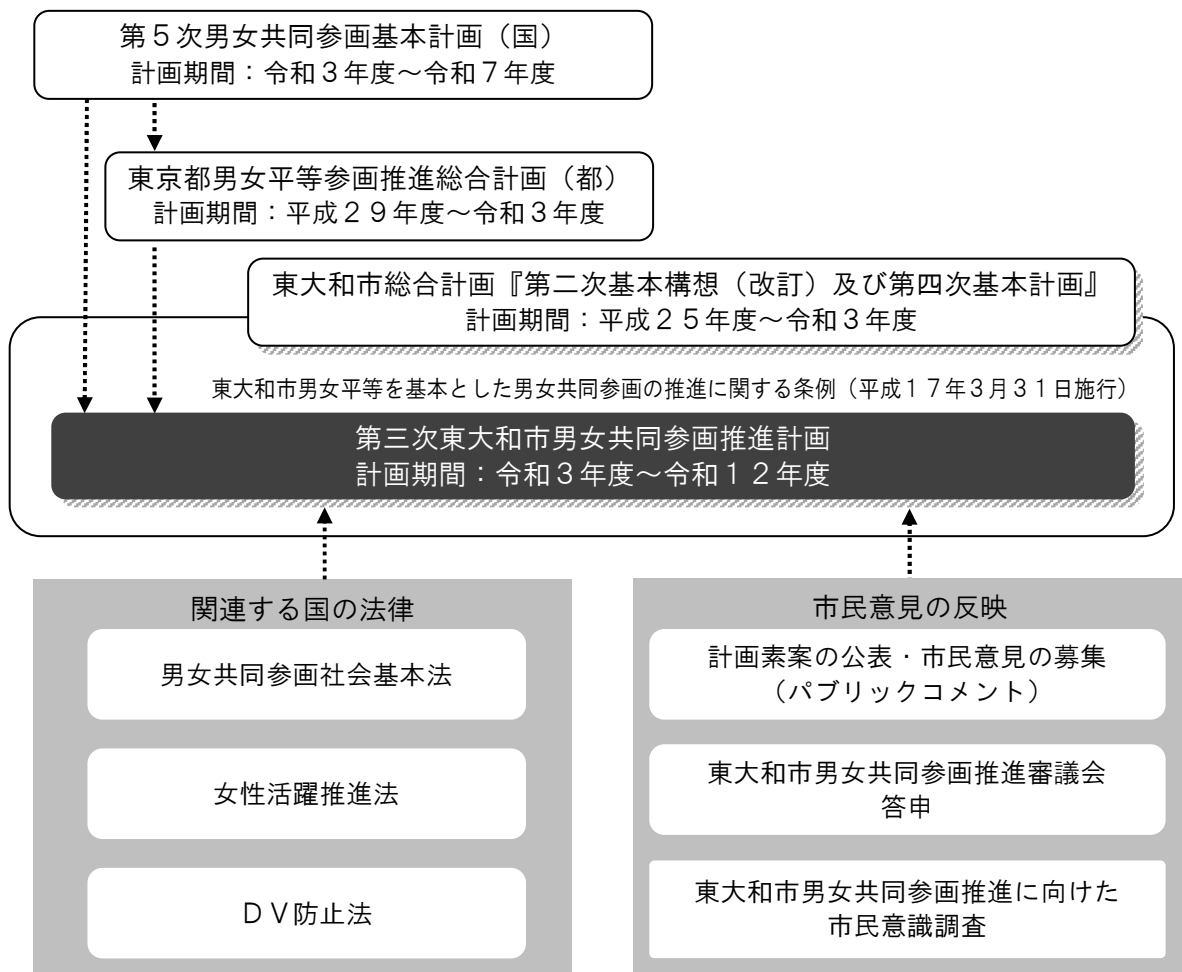 第５次男女共同参画基本計画（国）
計画期間：令和３年度～令和７年度
東京都男女平等参画推進総合計画（都）
計画期間：平成２９年度～令和３年度
東大和市総合計画『第二次基本構想（改訂）及び第四次基本計画』
計画期間：平成２５年度～令和３年度
東大和市男女平等を基本とした男女共同参画の推進に関する条例（平成１７年３月３１日施行）
第三次東大和市男女共同参画推進計画
計画期間：令和３年度～令和１２年度
関連する国の法律
男女共同参画社会基本法
女性活躍推進法
ＤＶ防止法
市民意見の反映
計画素案の公表・市民意見の募集
（パブリックコメント）
東大和市男女共同参画推進審議会
答申
東大和市男女共同参画推進に向けた
市民意識調査